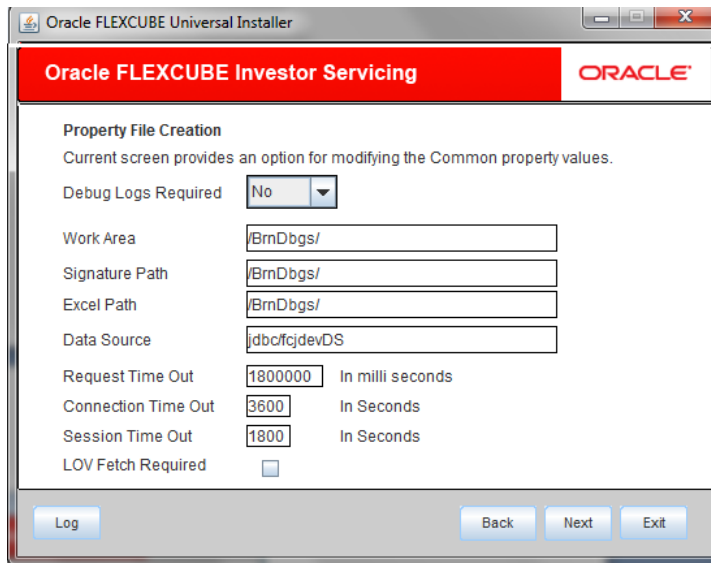 Oracle FLEXCUBE Universal Installer
Oracle FLEXCUBE Investor Servicing
ORACLE
Property File Creation
Current screen provides an option for modifying the Common property values.
Debug Logs Required No
Work Area /BrnDbgs/
Signature Path /BrnDbgs/
Excel Path /BrnDbgs/
Data Source jdbc/fcjdevDS
Request Time Out 1800000 In milli seconds
Connection Time Out 3600 In Seconds
Session Time Out 1800 In Seconds
LOV Fetch Required
Log Back Next Exit